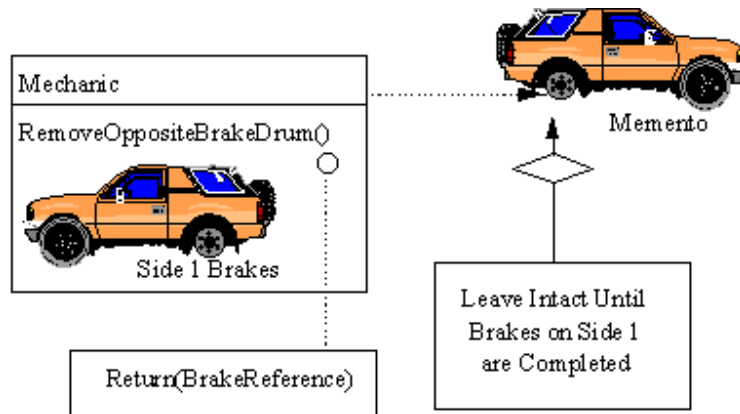 Mechanic
RemoveOppositeBrakeDrum()
Side 1 Brakes
Return(BrakeReference)
Memento
Leave Intact Until
Brakes on Side 1
are Completed